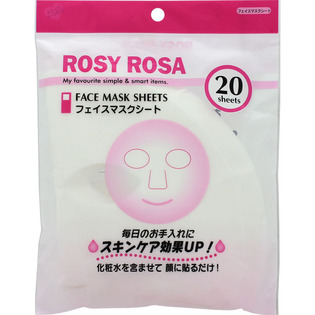 フェイスマスクシート
ROSY ROSA
My favourite simple & smart items.
20
sheets
FACE MASK SHEETS
フェイスマスクシート
毎日のお手入れに
スキンケア効果UP!
化粧水を含ませて 顔に貼るだけ!